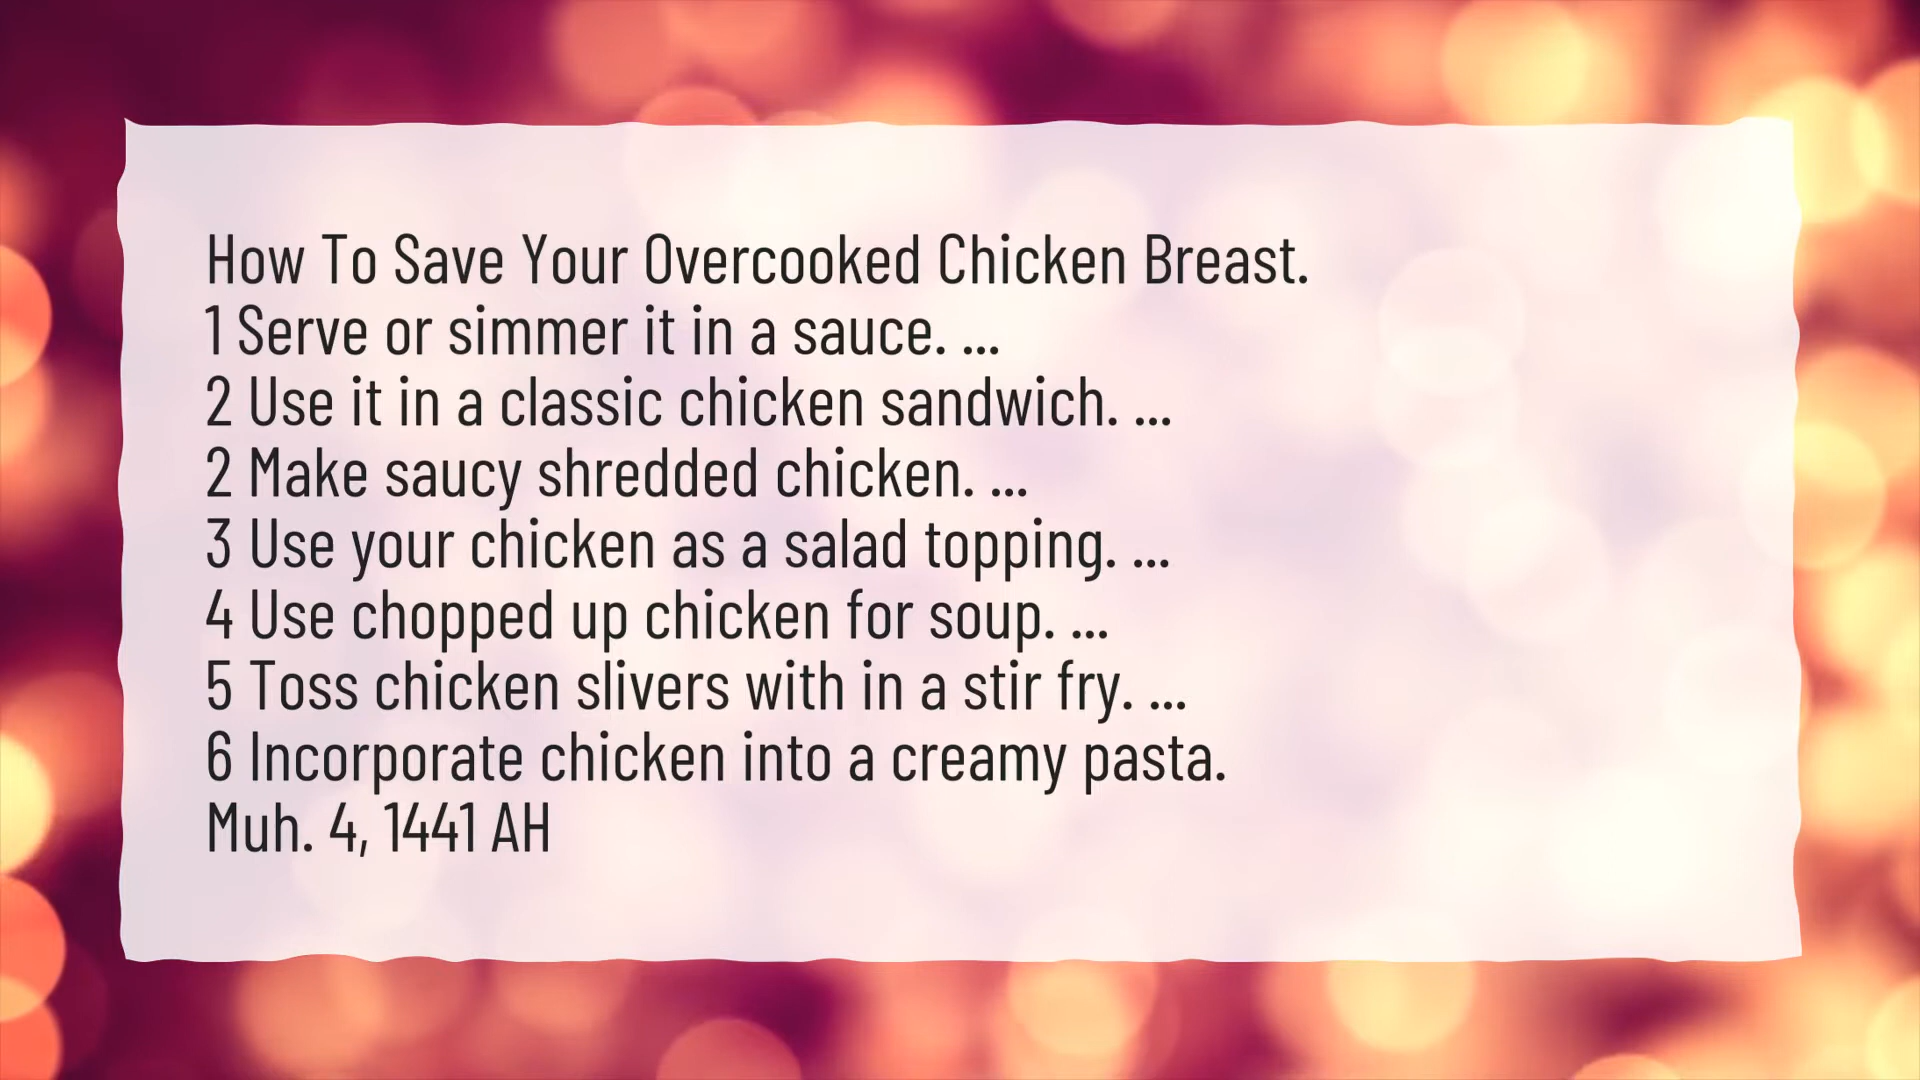 How To Save Your Overcooked Chicken Breast.
1 Serve or simmer it in a sauce. ...
2 Use it in a classic chicken sandwich. ...
2 Make saucy shredded chicken. ...
3 Use your chicken as a salad topping. ...
4 Use chopped up chicken for soup. ...
5 Toss chicken slivers with in a stir fry. ...
6 Incorporate chicken into a creamy pasta.
Muh. 4, 1441 AH